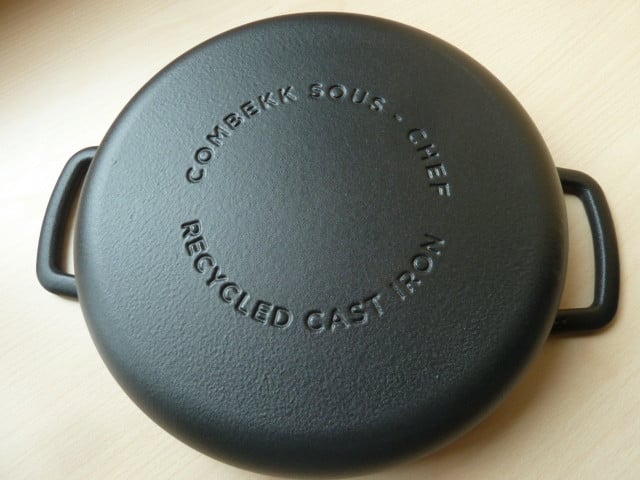 COMBEKK SOUS - CHEF
RECYCLED CAST IRON